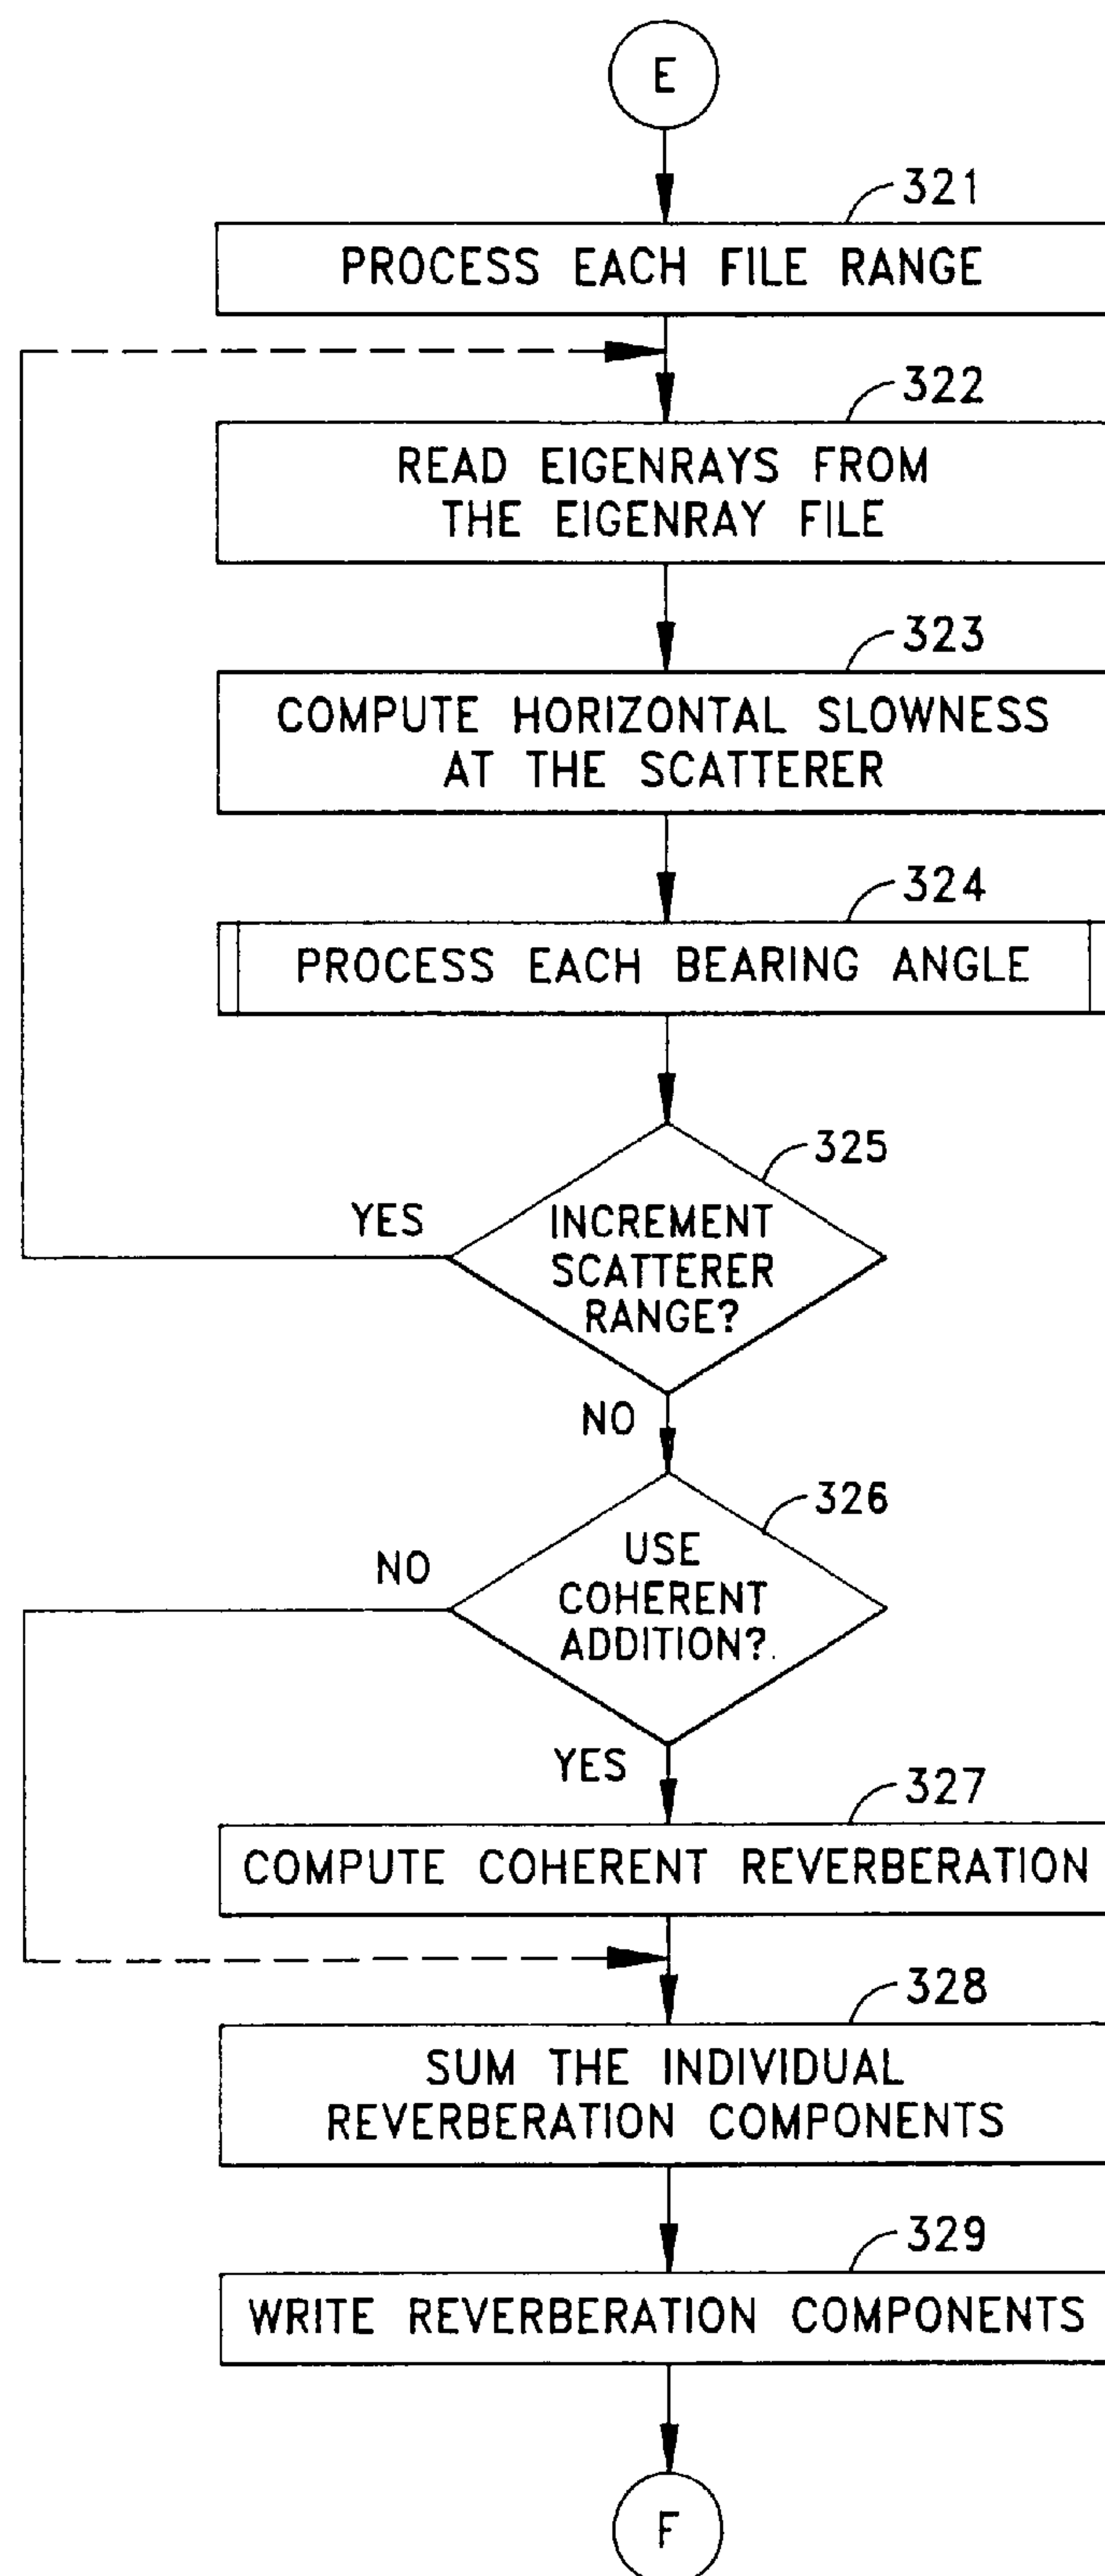 E
321
PROCESS EACH FILE RANGE
322
READ EIGENRAYS FROM
THE EIGENRAY FILE
323
COMPUTE HORIZONTAL SLOWNESS
AT THE SCATTERER
324
PROCESS EACH BEARING ANGLE
325
YES
INCREMENT
SCATTERER
RANGE?
NO
326
NO
USE
COHERENT
ADDITION?
YES
327
COMPUTE COHERENT REVERBERATION
328
SUM THE INDIVIDUAL
REVERBERATION COMPONENTS
329
WRITE REVERBERATION COMPONENTS
F